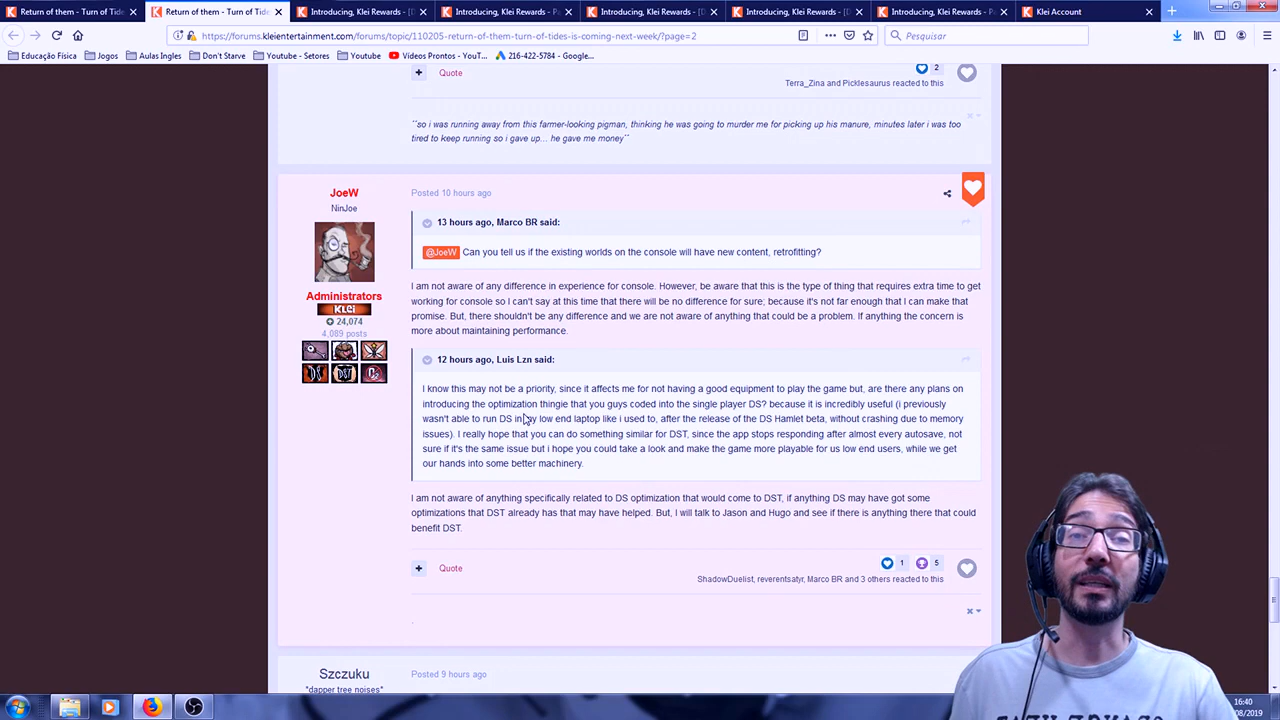 Return of them - Turn of Tide
Return of them - Turn of Tides
Introducing, Klei Rewards - [D
Introducing, Klei Rewards - Pa
Introducing, Klei Rewards - [D
Introducing, Klei Rewards - [D
Introducing, Klei Rewards - P
Klei Account
https://forums.kleientertainment.com/forums/topic/110205-return-of-them-turn-of-tides-is-coming-next-week/?page=2
Pesquisar
Educação Física
Jogos
Aulas Ingles
Don't Starve
Youtube - Setores
Youtube
Vídeos Prontos - YouT...
216-422-5784 - Google...
+ Quote
2
Terra_Zina and Picklesaurus reacted to this
``so i was running away from this farmer-looking pigman, thinking he was going to murder me for picking up his manure, minutes later i was too
tired to keep running so i gave up... he gave me money``
JoeW
NinJoe
Administrators
klei
24,074
4,089 posts
Posted 10 hours ago
13 hours ago, Marco BR said:
@JoeW Can you tell us if the existing worlds on the console will have new content, retrofitting?
I am not aware of any difference in experience for console. However, be aware that this is the type of thing that requires extra time to get
working for console so I can't say at this time that there will be no difference for sure; because it's not far enough that I can make that
promise. But, there shouldn't be any difference and we are not aware of anything that could be a problem. If anything the concern is
more about maintaining performance.
12 hours ago, Luis Lzn said:
I know this may not be a priority, since it affects me for not having a good equipment to play the game but, are there any plans on
introducing the optimization thingie that you guys coded into the single player DS? because it is incredibly useful (i previously
wasn't able to run DS in my low end laptop like i used to, after the release of the DS Hamlet beta, without crashing due to memory
issues). I really hope that you can do something similar for DST, since the app stops responding after almost every autosave, not
sure if it's the same issue but i hope you could take a look and make the game more playable for us low end users, while we get
our hands into some better machinery.
I am not aware of anything specifically related to DS optimization that would come to DST, if anything DS may have got some
optimizations that DST already has that may have helped. But, I will talk to Jason and Hugo and see if there is anything there that could
benefit DST.
+ Quote
1
5
ShadowDuelist, reverentsatyr, Marco BR and 3 others reacted to this
.
Szczuku
"dapper tree noises"
Posted 9 hours ago
16:40
08/2019